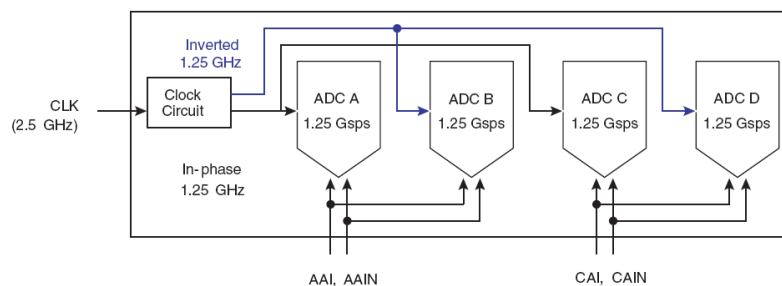 Inverted
1.25 GHz
CLK
(2.5 GHz)
Clock
Circuit
ADC A
1.25 Gsps
ADC B
1.25 Gsps
ADC C
1.25 Gsps
ADC D
1.25 Gsps
In-phase
1.25 GHz
AAI, AAIN
CAI, CAIN